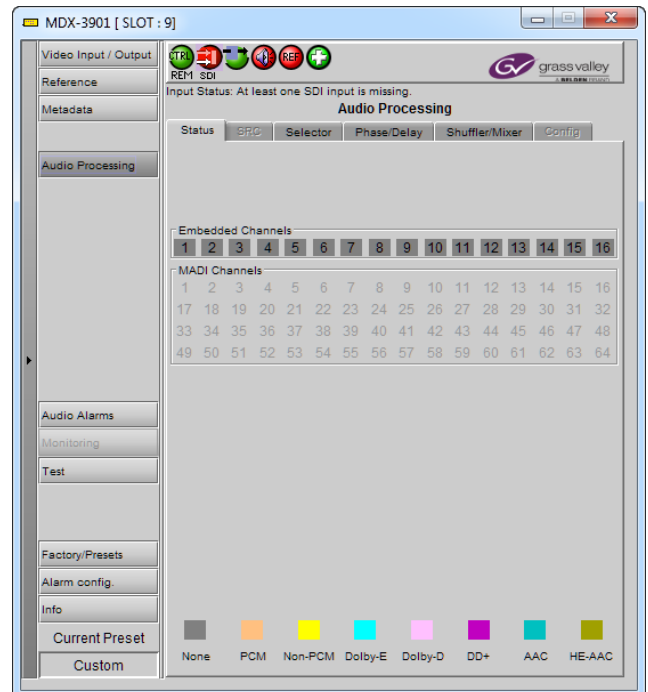 MDX-3901 [ SLOT : 9]
Video Input / Output
Reference
Metadata
Audio Processing
Audio Alarms
Monitoring
Test
Factory/Presets
Alarm config.
Info
Current Preset
Custom
CTRL REF
REM SDI
grass valley
A BELDEN BRAND
Input Status: At least one SDI input is missing.
Audio Processing
Status SRC Selector Phase/Delay Shuffler/Mixer Config
Embedded Channels
1 2 3 4 5 6 7 8 9 10 11 12 13 14 15 16
MADI Channels
1 2 3 4 5 6 7 8 9 10 11 12 13 14 15 16
17 18 19 20 21 22 23 24 25 26 27 28 29 30 31 32
33 34 35 36 37 38 39 40 41 42 43 44 45 46 47 48
49 50 51 52 53 54 55 56 57 58 59 60 61 62 63 64
None PCM Non-PCM Dolby-E Dolby-D DD+ AAC HE-AAC